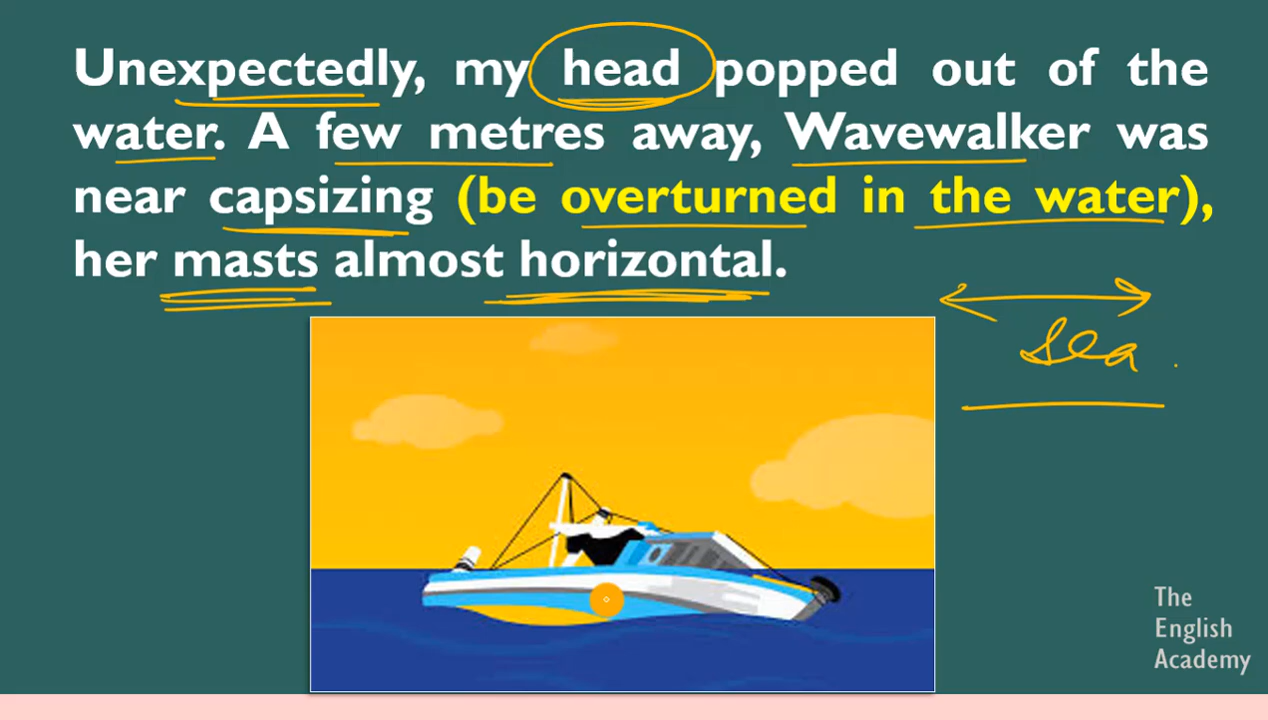 Unexpectedly, my head popped out of the
water. A few metres away, Wavewalker was
near capsizing (be overturned in the water),
her masts almost horizontal.
Sea
The
English
Academy